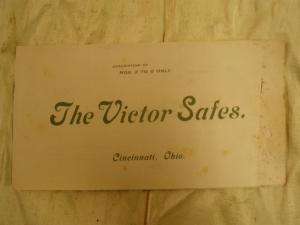 DESCRIPTION OF
NOS. 2 TO 6 ONLY.
The Victor Safes.
Cincinnati, Ohio.